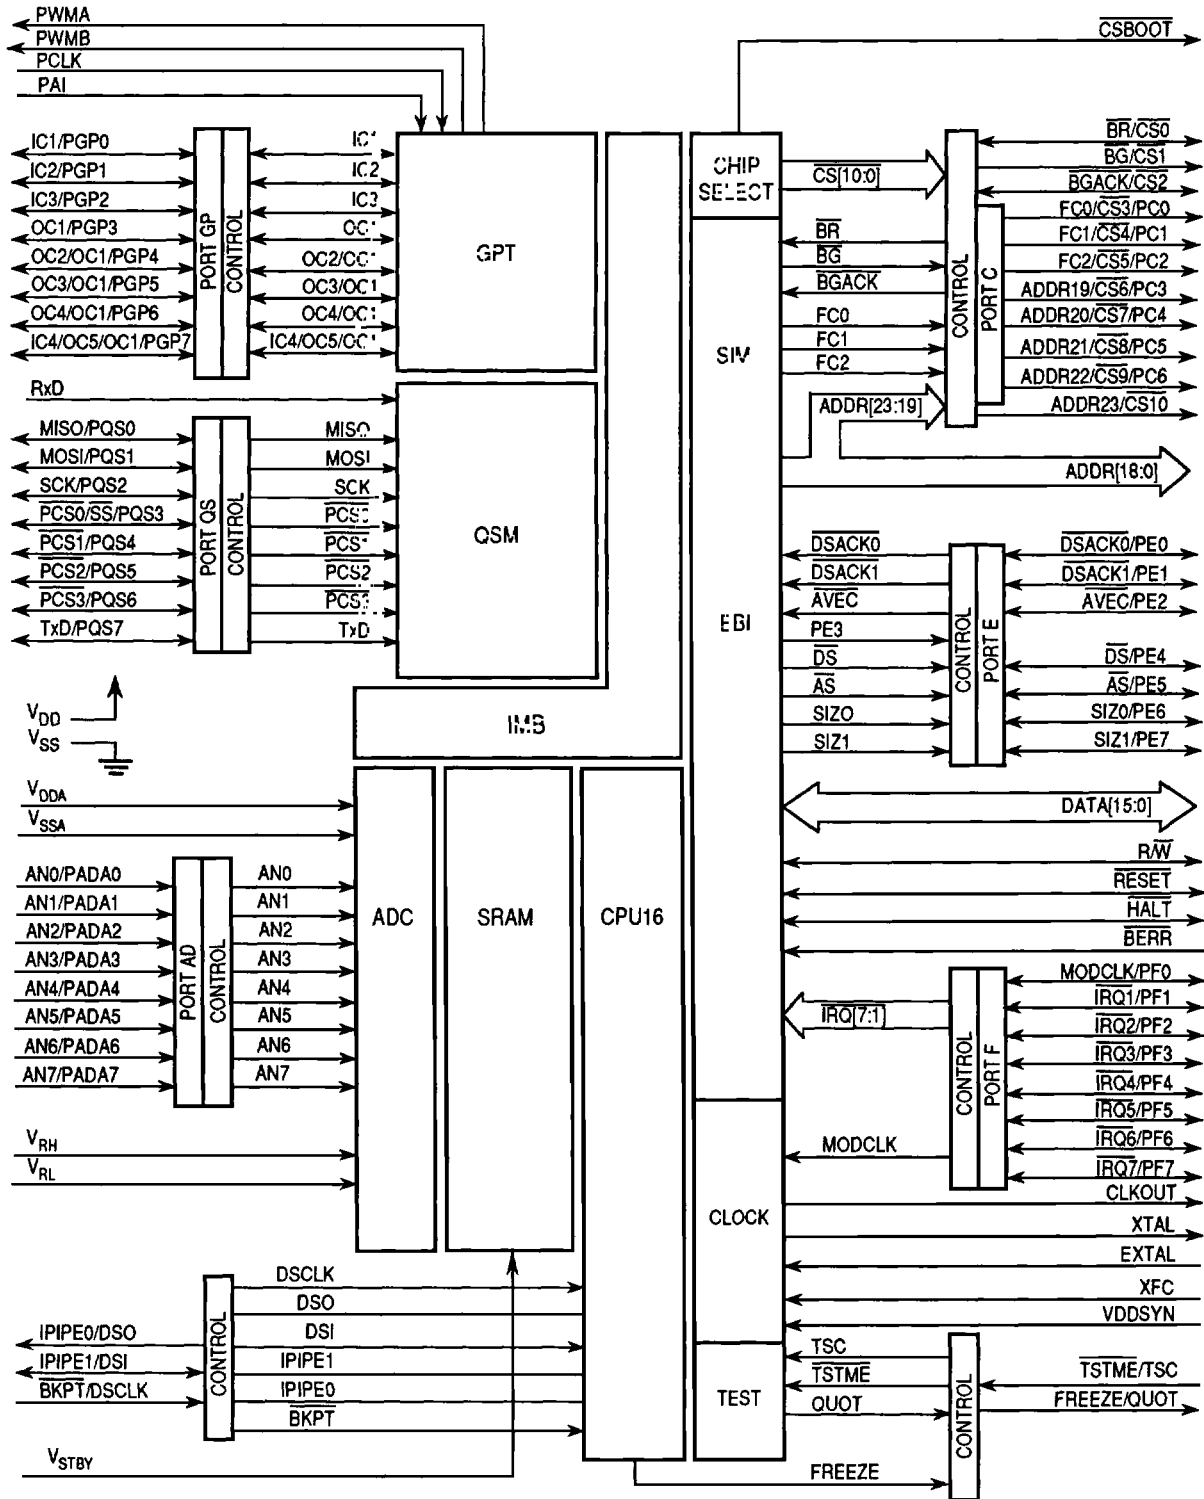 PWMA
PWMB
PCLK
PAI
CSBOOT
IC1/PGP0
IC2/PGP1
IC3/PGP2
OC1/PGP3
OC2/OC1/PGP4
OC3/OC1/PGP5
OC4/OC1/PGP6
IC4/OC5/OC1/PGP7
PORT GP
CONTROL
IC2
IC3
OC3/OC1
GPT
RxD
MISO/PQS0
MOSI/PQS1
SCK/PQS2
PCS0/SS/PQS3
PCS1/PQS4
PCS2/PQS5
PCS3/PQS6
TxD/PQS7
PORT QS
CONTROL
MISO
MOSI
SCK
PCS2
PCS3
TxD
QSM
VDD
VSS
IMB
VDDA
VSSA
AN0/PADA0
AN1/PADA1
AN2/PADA2
AN3/PADA3
AN4/PADA4
AN5/PADA5
AN6/PADA6
AN7/PADA7
PORT AD
CONTROL
AN0
AN1
AN2
AN3
AN4
AN5
AN6
AN7
ADC
SRAM
CPU16
VRH
VRL
DSCLK
DSO
DSI
IPIPE1
IPIPE0
BKPT
CONTROL
IPIPE0/DSO
IPIPE1/DSI
BKPT/DSCLK
VSTBY
CHIP
SELECT
CS[10:0]
SIM
BR
BG
BGACK
FC0
FC1
FC2
ADDR[23:19]
CONTROL
PORT C
BR/CS0
BG/CS1
BGACK/CS2
FC0/CS3/PC0
FC1/CS4/PC1
FC2/CS5/PC2
ADDR19/CS6/PC3
ADDR20/CS7/PC4
ADDR21/CS8/PC5
ADDR22/CS9/PC6
ADDR23/CS10
ADDR[18:0]
EBI
DSACK0
DSACK1
AVEC
PE3
DS
AS
SIZ0
SIZ1
CONTROL
PORT E
DSACK0/PE0
DSACK1/PE1
AVEC/PE2
DS/PE4
AS/PE5
SIZ0/PE6
SIZ1/PE7
DATA[15:0]
R/W
RESET
HALT
BERR
IRQ[7:1]
CONTROL
PORT F
MODCLK/PF0
IRQ1/PF1
IRQ2/PF2
IRQ3/PF3
IRQ4/PF4
IRQ5/PF5
IRQ6/PF6
IRQ7/PF7
MODCLK
CLOCK
CLKOUT
XTAL
EXTAL
XFC
VDDSYN
TEST
TSC
TSTME
QUOT
CONTROL
TSTME/TSC
FREEZE/QUOT
FREEZE